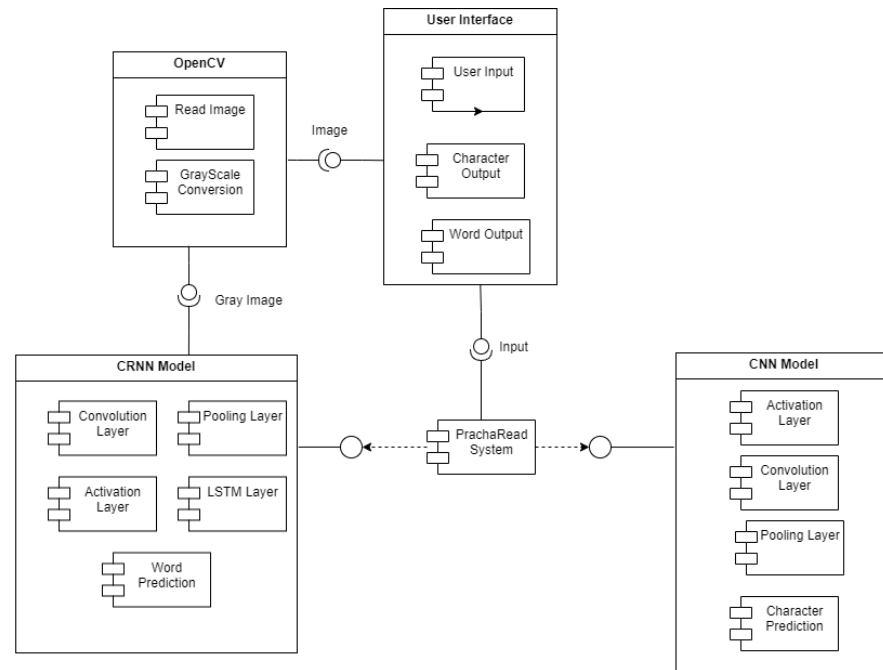 User Interface
User Input
Character
Output
Word Output
OpenCV
Read Image
GrayScale
Conversion
Image
Gray Image
Input
CRNN Model
Convolution
Layer
Pooling Layer
Activation
Layer
LSTM Layer
Word
Prediction
PrachaRead
System
CNN Model
Activation
Layer
Convolution
Layer
Pooling Layer
Character
Prediction